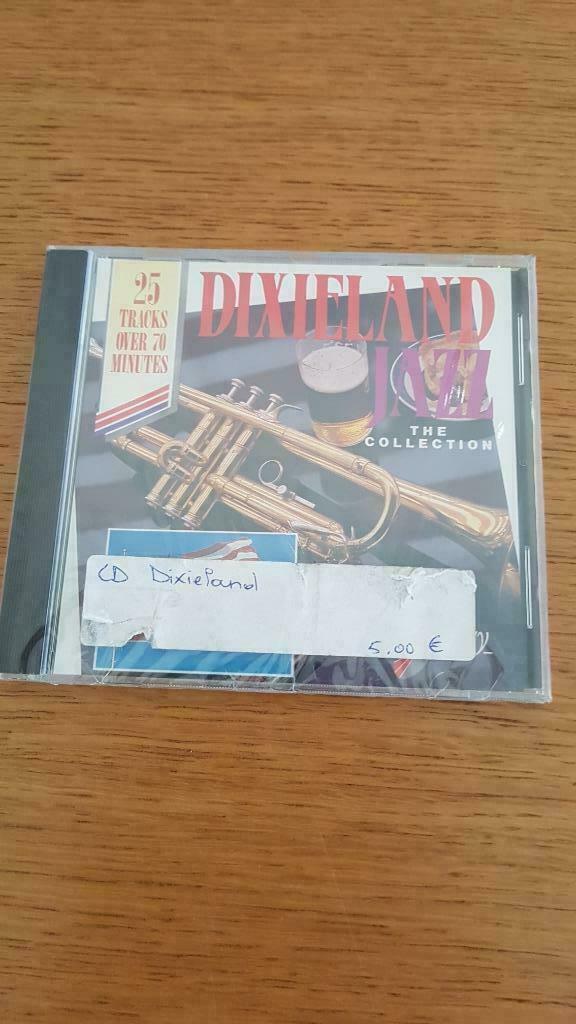 25
TRACKS
OVER 70
MINUTES
DIXIELAND
JAZZ
THE
COLLECTION
CD Dixieland
5,00 €